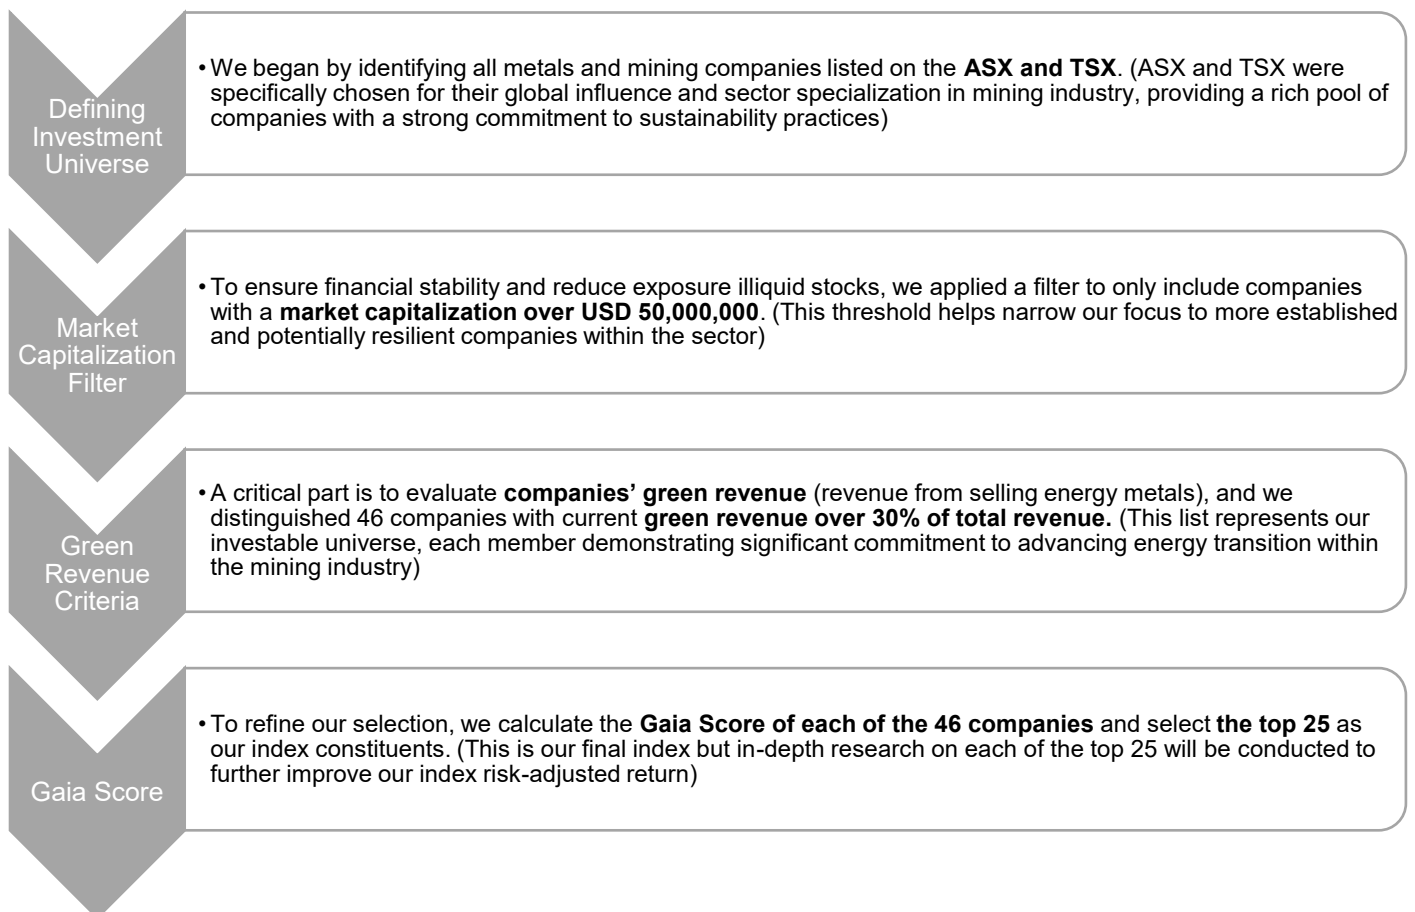 Defining
Investment
Universe
• We began by identifying all metals and mining companies listed on the ASX and TSX. (ASX and TSX were
specifically chosen for their global influence and sector specialization in mining industry, providing a rich pool of
companies with a strong commitment to sustainability practices)
Market
Capitalization
Filter
• To ensure financial stability and reduce exposure illiquid stocks, we applied a filter to only include companies
with a market capitalization over USD 50,000,000. (This threshold helps narrow our focus to more established
and potentially resilient companies within the sector)
Green
Revenue
Criteria
• A critical part is to evaluate companies’ green revenue (revenue from selling energy metals), and we
distinguished 46 companies with current green revenue over 30% of total revenue. (This list represents our
investable universe, each member demonstrating significant commitment to advancing energy transition within
the mining industry)
Gaia Score
• To refine our selection, we calculate the Gaia Score of each of the 46 companies and select the top 25 as
our index constituents. (This is our final index but in-depth research on each of the top 25 will be conducted to
further improve our index risk-adjusted return)